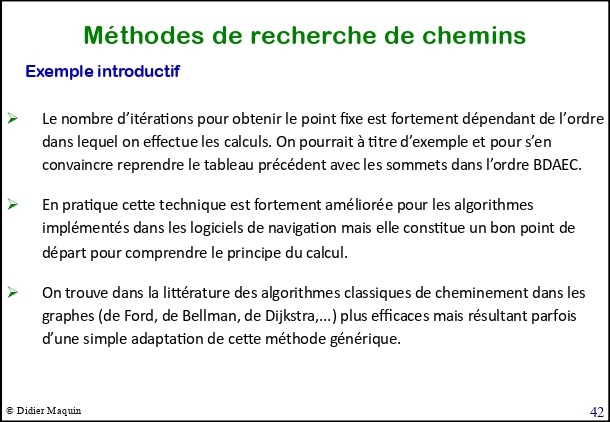 Méthodes de recherche de chemins
Exemple introductif
Le nombre d’itérations pour obtenir le point fixe est fortement dépendant de l’ordre
dans lequel on effectue les calculs. On pourrait à titre d’exemple et pour s’en
convaincre reprendre le tableau précédent avec les sommets dans l’ordre BDAEC.
En pratique cette technique est fortement améliorée pour les algorithmes
implémentés dans les logiciels de navigation mais elle constitue un bon point de
départ pour comprendre le principe du calcul.
On trouve dans la littérature des algorithmes classiques de cheminement dans les
graphes (de Ford, de Bellman, de Dijkstra,...) plus efficaces mais résultant parfois
d’une simple adaptation de cette méthode générique.
© Didier Maquin
42